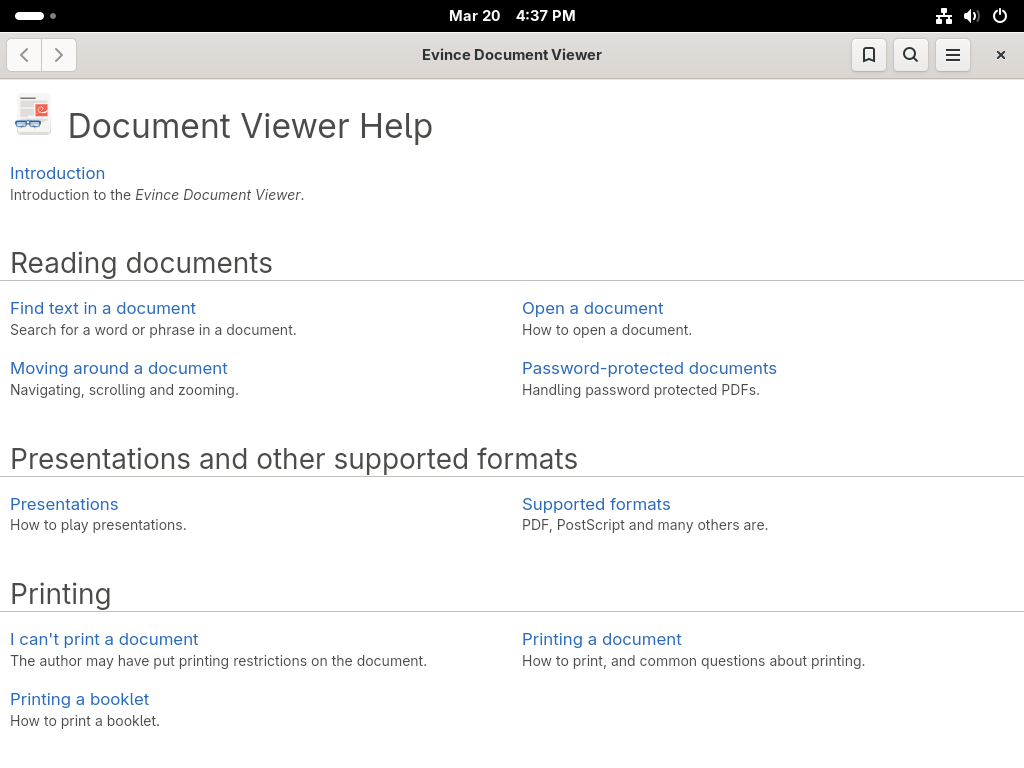 Mar 20 4:37 PM
Evince Document Viewer
Document Viewer Help
Introduction
Introduction to the Evince Document Viewer.
Reading documents
Find text in a document
Search for a word or phrase in a document.
Open a document
How to open a document.
Moving around a document
Navigating, scrolling and zooming.
Password-protected documents
Handling password protected PDFs.
Presentations and other supported formats
Presentations
How to play presentations.
Supported formats
PDF, PostScript and many others are.
Printing
I can't print a document
The author may have put printing restrictions on the document.
Printing a document
How to print, and common questions about printing.
Printing a booklet
How to print a booklet.